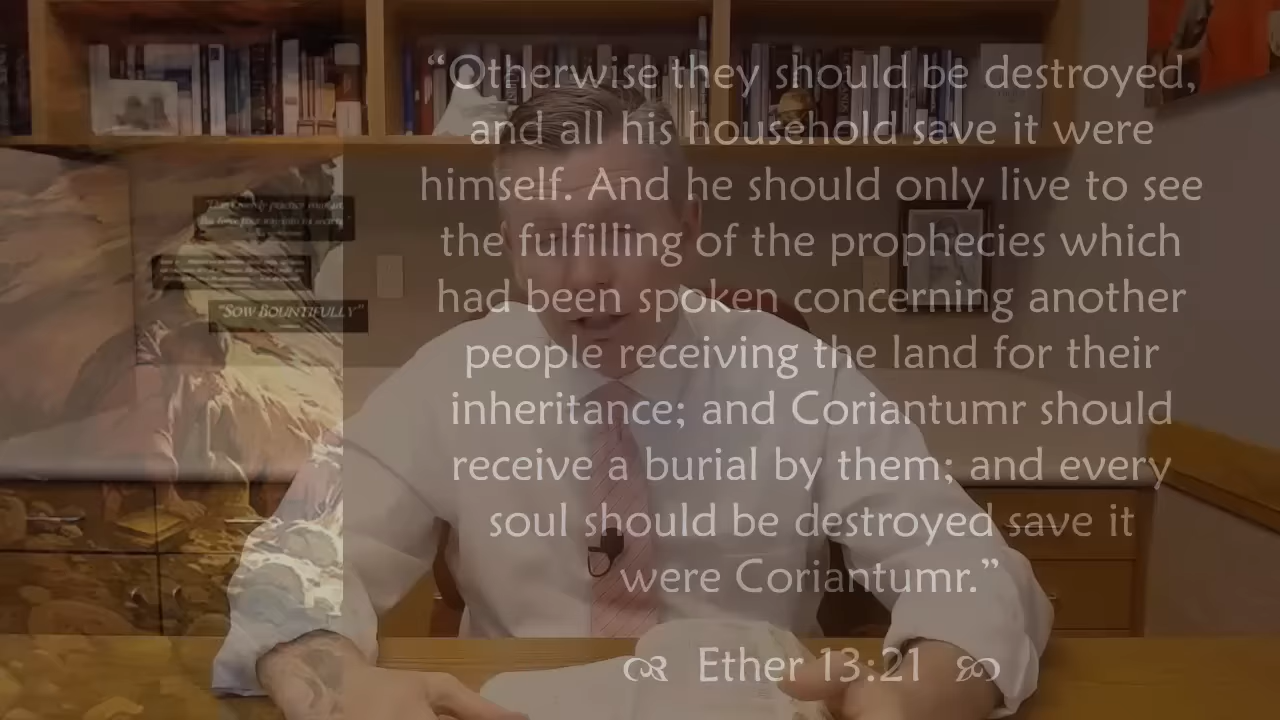 “Otherwise they should be destroyed,
and all his household save it were
himself. And he should only live to see
the fulfilling of the prophecies which
had been spoken concerning another
people receiving the land for their
inheritance; and Coriantumr should
receive a burial by them; and every
soul should be destroyed save it
were Coriantumr.”
Ether 13:21
"SOW BOUNTIFULLY"